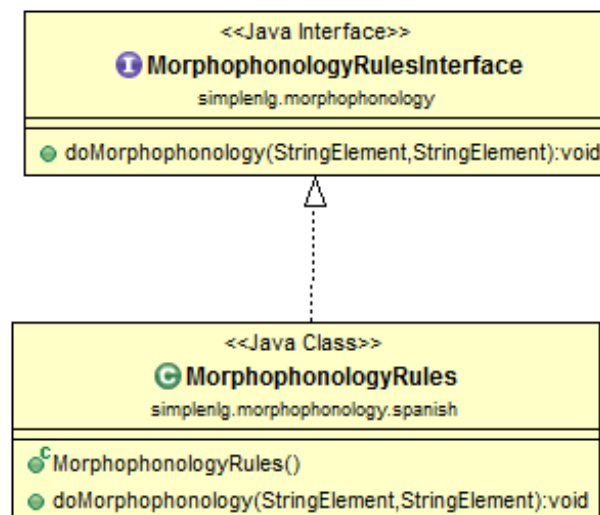 <<Java Interface>>
MorphophonologyRulesInterface
simplenlg.morphophonology
doMorphophonology(StringElement,StringElement):void
<<Java Class>>
MorphophonologyRules
simplenlg.morphophonology.spanish
MorphophonologyRules()
doMorphophonology(StringElement,StringElement):void